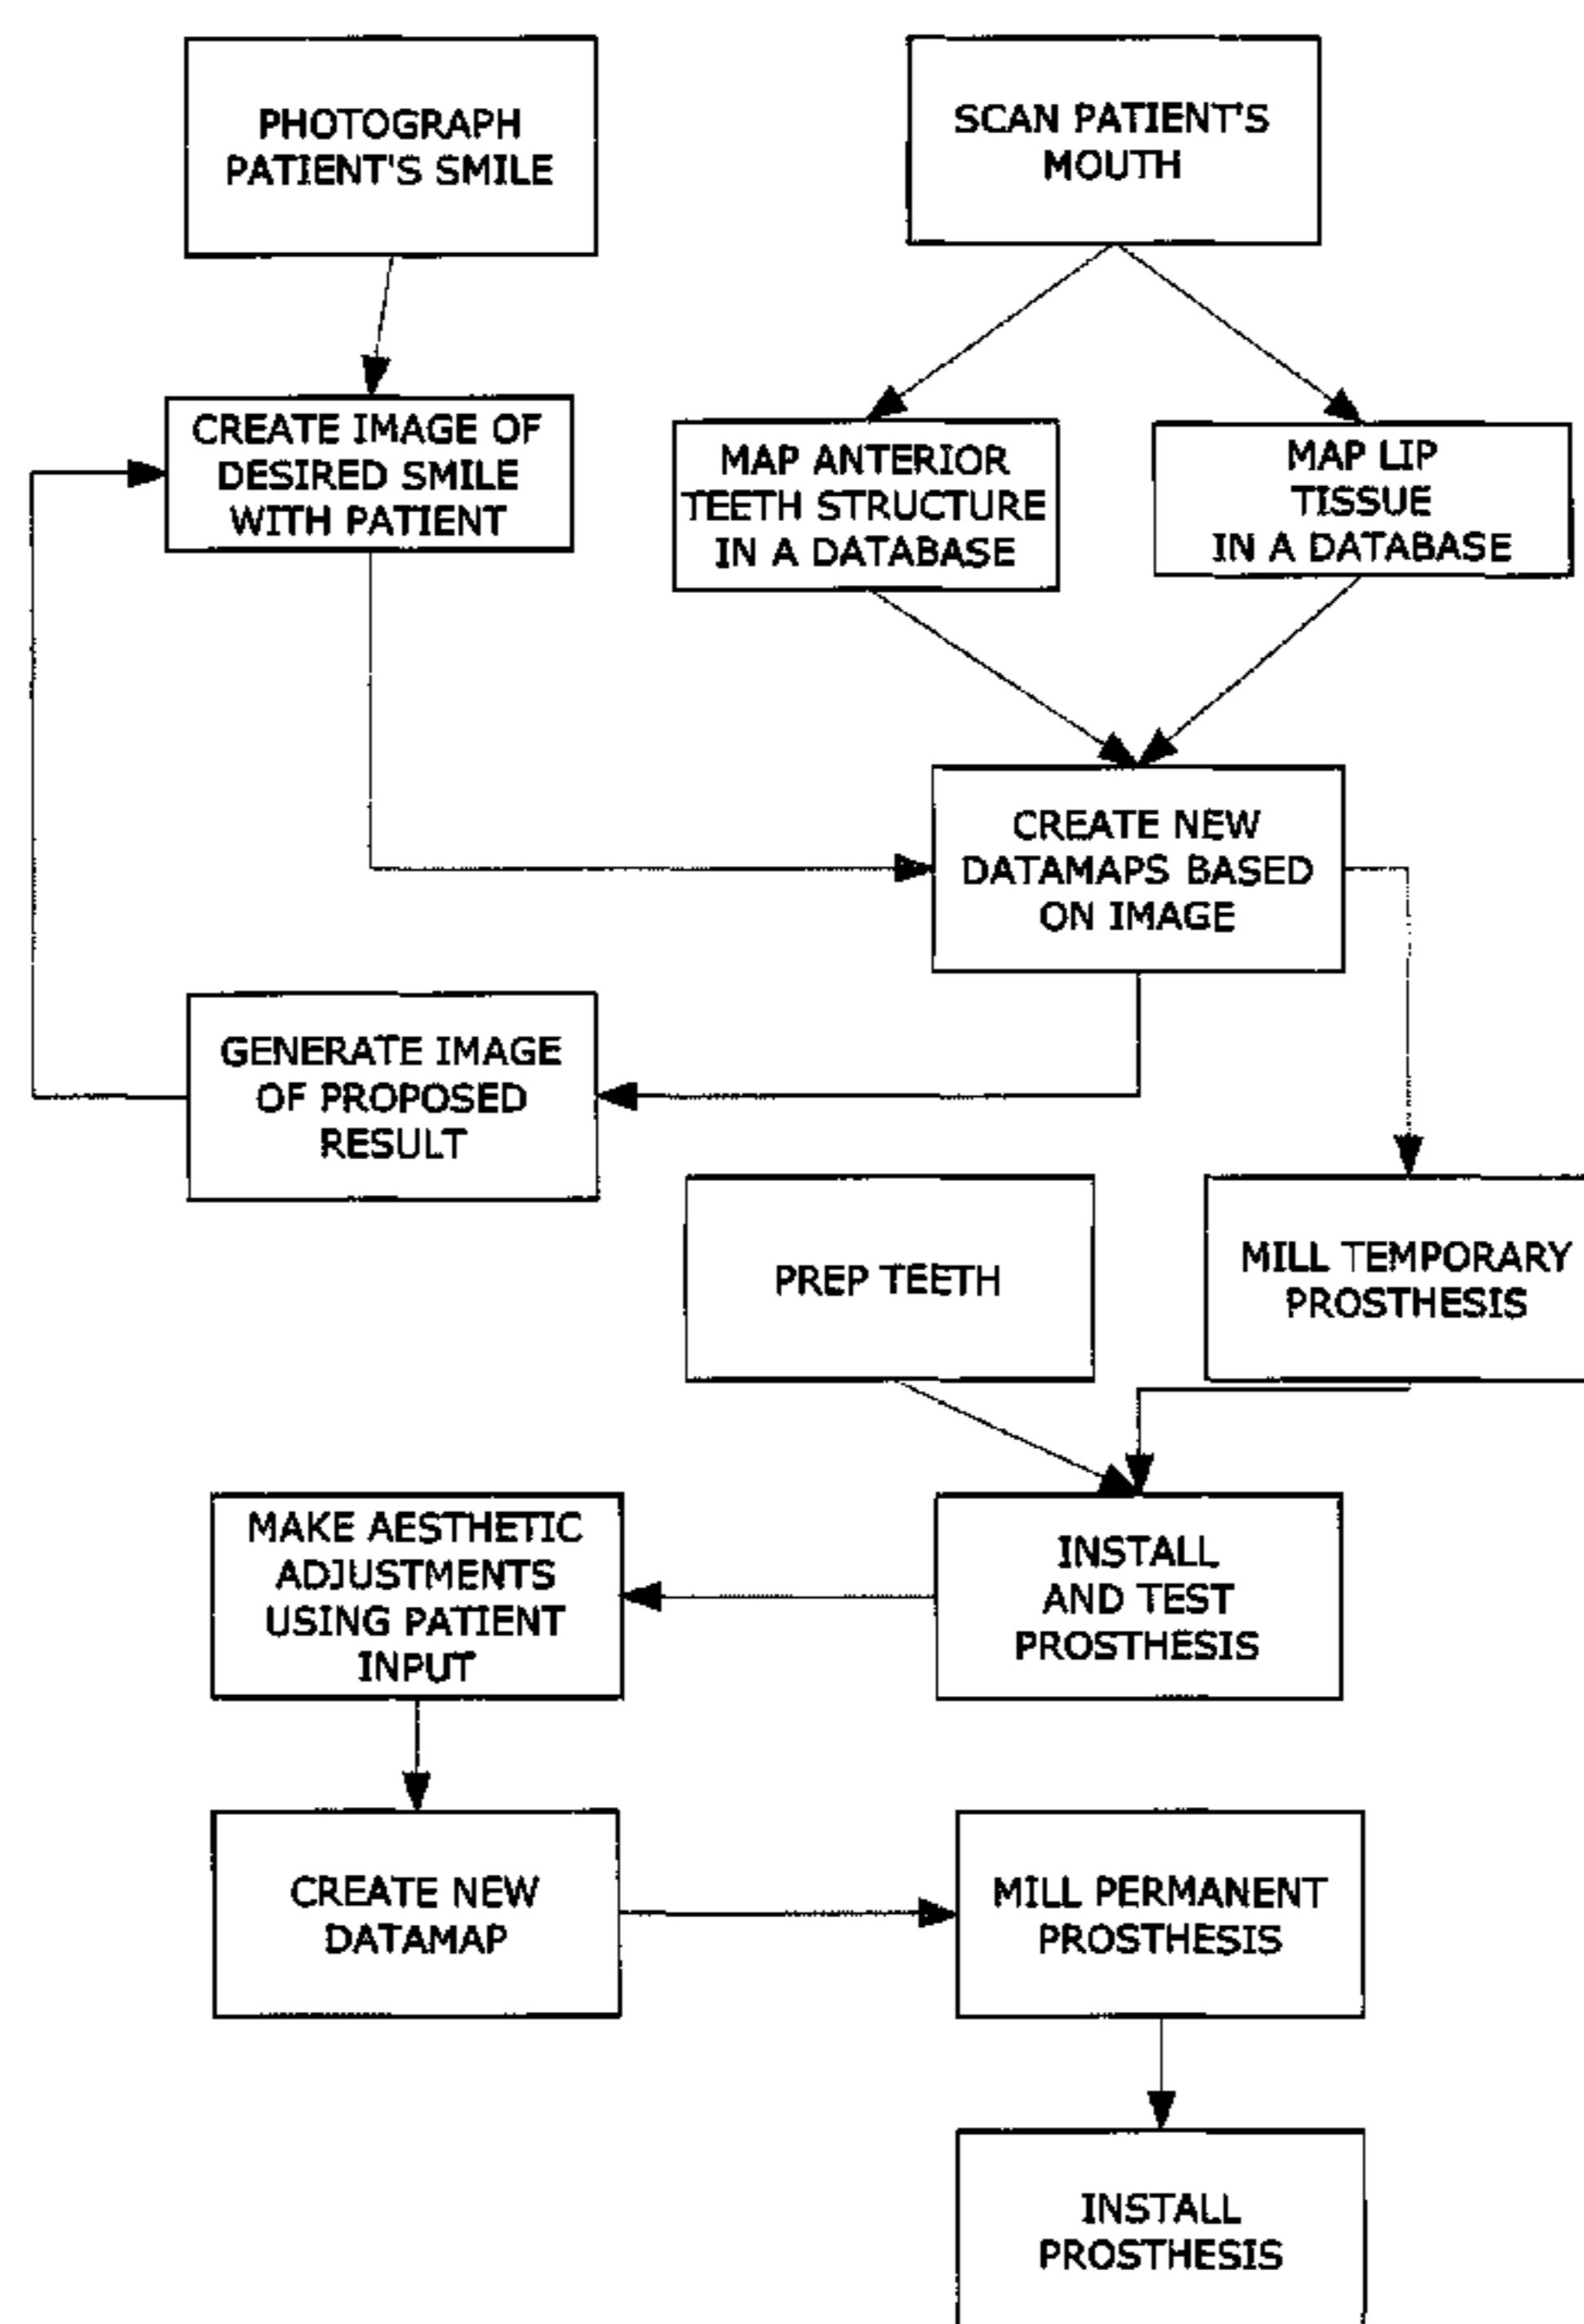 PHOTOGRAPH
PATIENT'S SMILE
SCAN PATIENT'S
MOUTH
CREATE IMAGE OF
DESIRED SMILE
WITH PATIENT
MAP ANTERIOR
TEETH STRUCTURE
IN A DATABASE
MAP LIP
TISSUE
IN A DATABASE
CREATE NEW
DATAMAPS BASED
ON IMAGE
GENERATE IMAGE
OF PROPOSED
RESULT
PREP TEETH
MILL TEMPORARY
PROSTHESIS
MAKE AESTHETIC
ADJUSTMENTS
USING PATIENT
INPUT
INSTALL
AND TEST
PROSTHESIS
CREATE NEW
DATAMAP
MILL PERMANENT
PROSTHESIS
INSTALL
PROSTHESIS